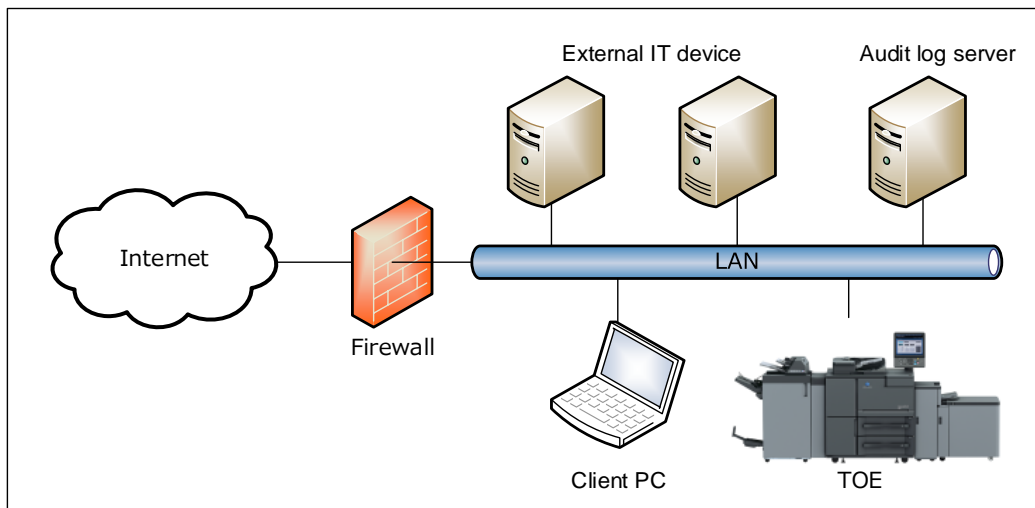 External IT device
Audit log server
Internet
LAN
Firewall
Client PC
TOE